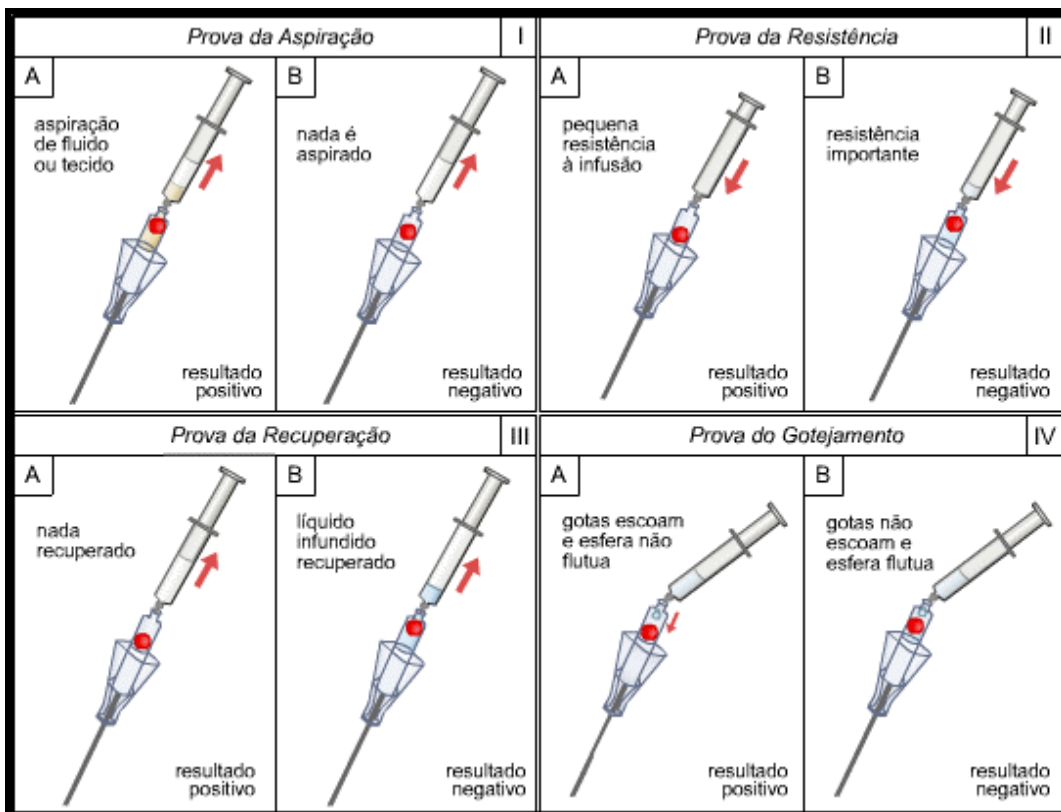 Prova da Aspiração
I
A
aspiração
de fluido
ou tecido
resultado
positivo
B
nada é
aspirado
resultado
negativo
Prova da Resistência
II
A
pequena
resistência
à infusão
resultado
positivo
B
resistência
importante
resultado
negativo
Prova da Recuperação
III
A
nada
recuperado
resultado
positivo
B
líquido
infundido
recuperado
resultado
negativo
Prova do Gotejamento
IV
A
gotas escoam
e esfera não
flutua
resultado
positivo
B
gotas não
escoam e
esfera flutua
resultado
negativo